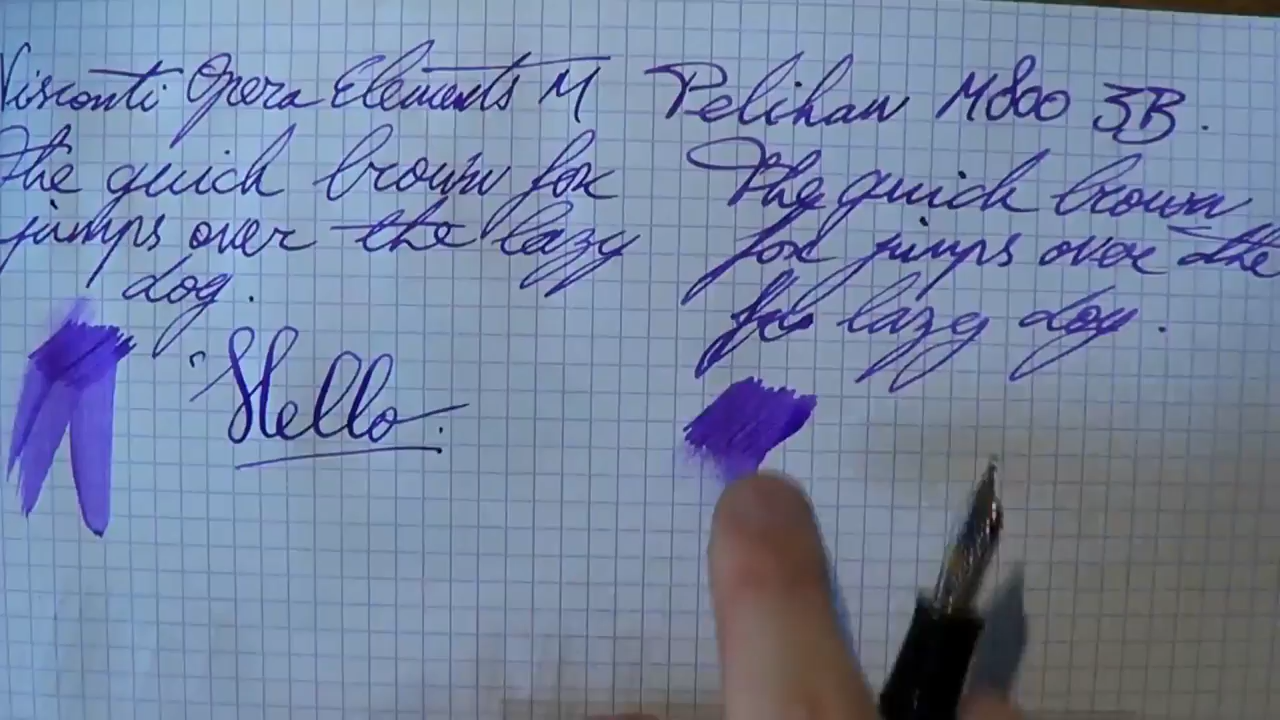 Visconti Opera Elements M
The quick brown fox
jumps over the lazy
dog.
"Hello.
Pelikan M800 3B.
The quick brown
fox jumps over the
lazy dog.